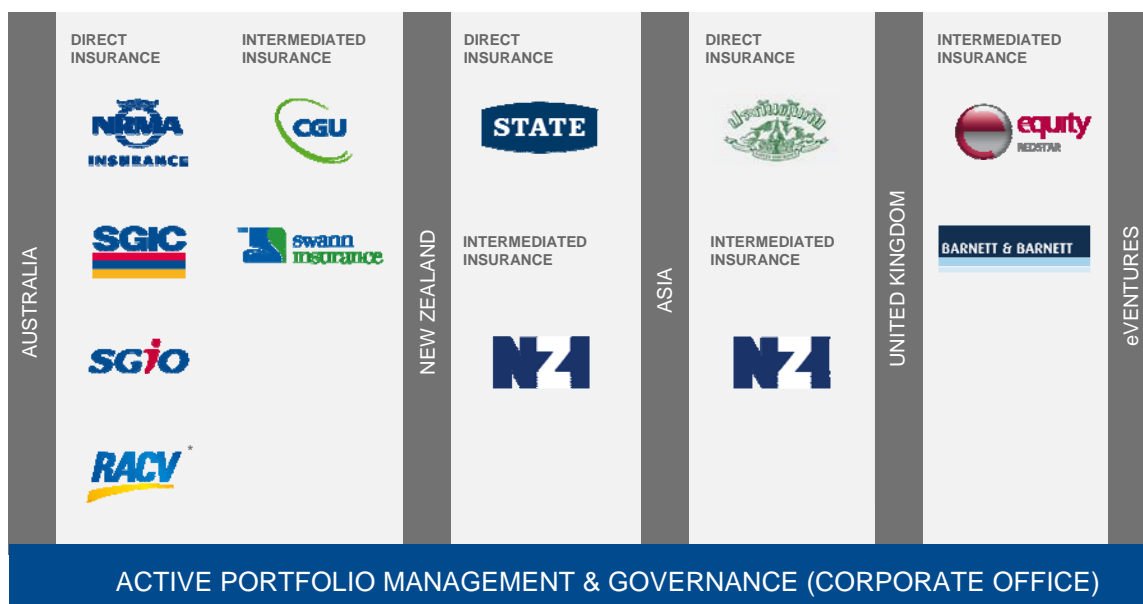 AUSTRALIA
DIRECT
INSURANCE
NRMA
INSURANCE
SGIC
SGiO
RACV*
INTERMEDIATED
INSURANCE
CGU
swann
insurance
NEW ZEALAND
DIRECT
INSURANCE
STATE
INTERMEDIATED
INSURANCE
NZI
ASIA
DIRECT
INSURANCE
INTERMEDIATED
INSURANCE
NZI
UNITED KINGDOM
INTERMEDIATED
INSURANCE
equity
REDSTAR
BARNETT & BARNETT
eVENTURES
ACTIVE PORTFOLIO MANAGEMENT & GOVERNANCE (CORPORATE OFFICE)